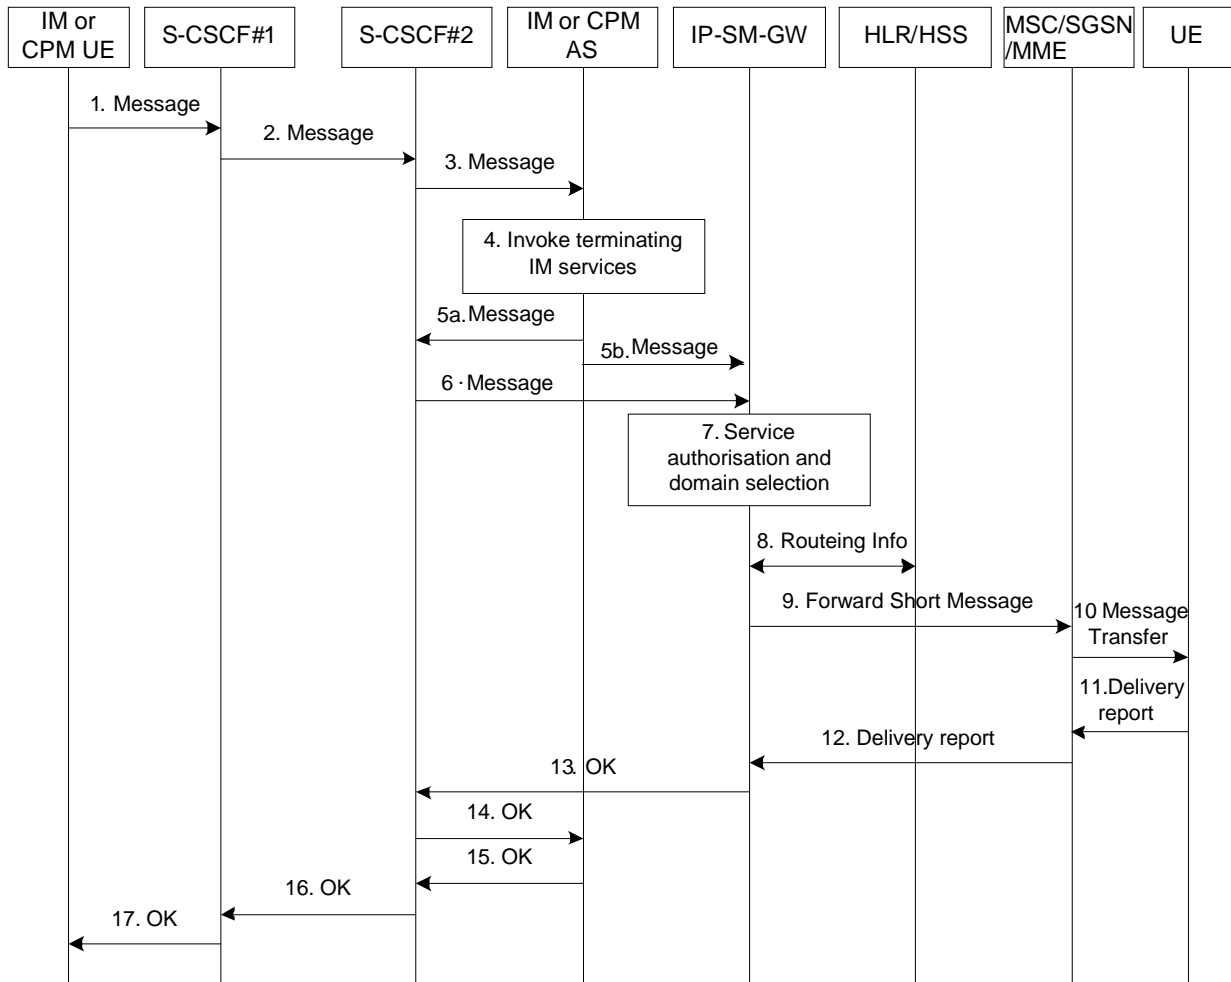 IM or
CPM UE
S-CSCF#1
S-CSCF#2
IM or CPM
AS
IP-SM-GW
HLR/HSS
MSC/SGSN
/MME
UE
1. Message
2. Message
3. Message
4. Invoke terminating
IM services
5a. Message
5b. Message
6 · Message
7. Service
authorisation and
domain selection
8. Routeing Info
9. Forward Short Message
10 Message
Transfer
11.Delivery
report
12. Delivery report
13. OK
14. OK
15. OK
16. OK
17. OK